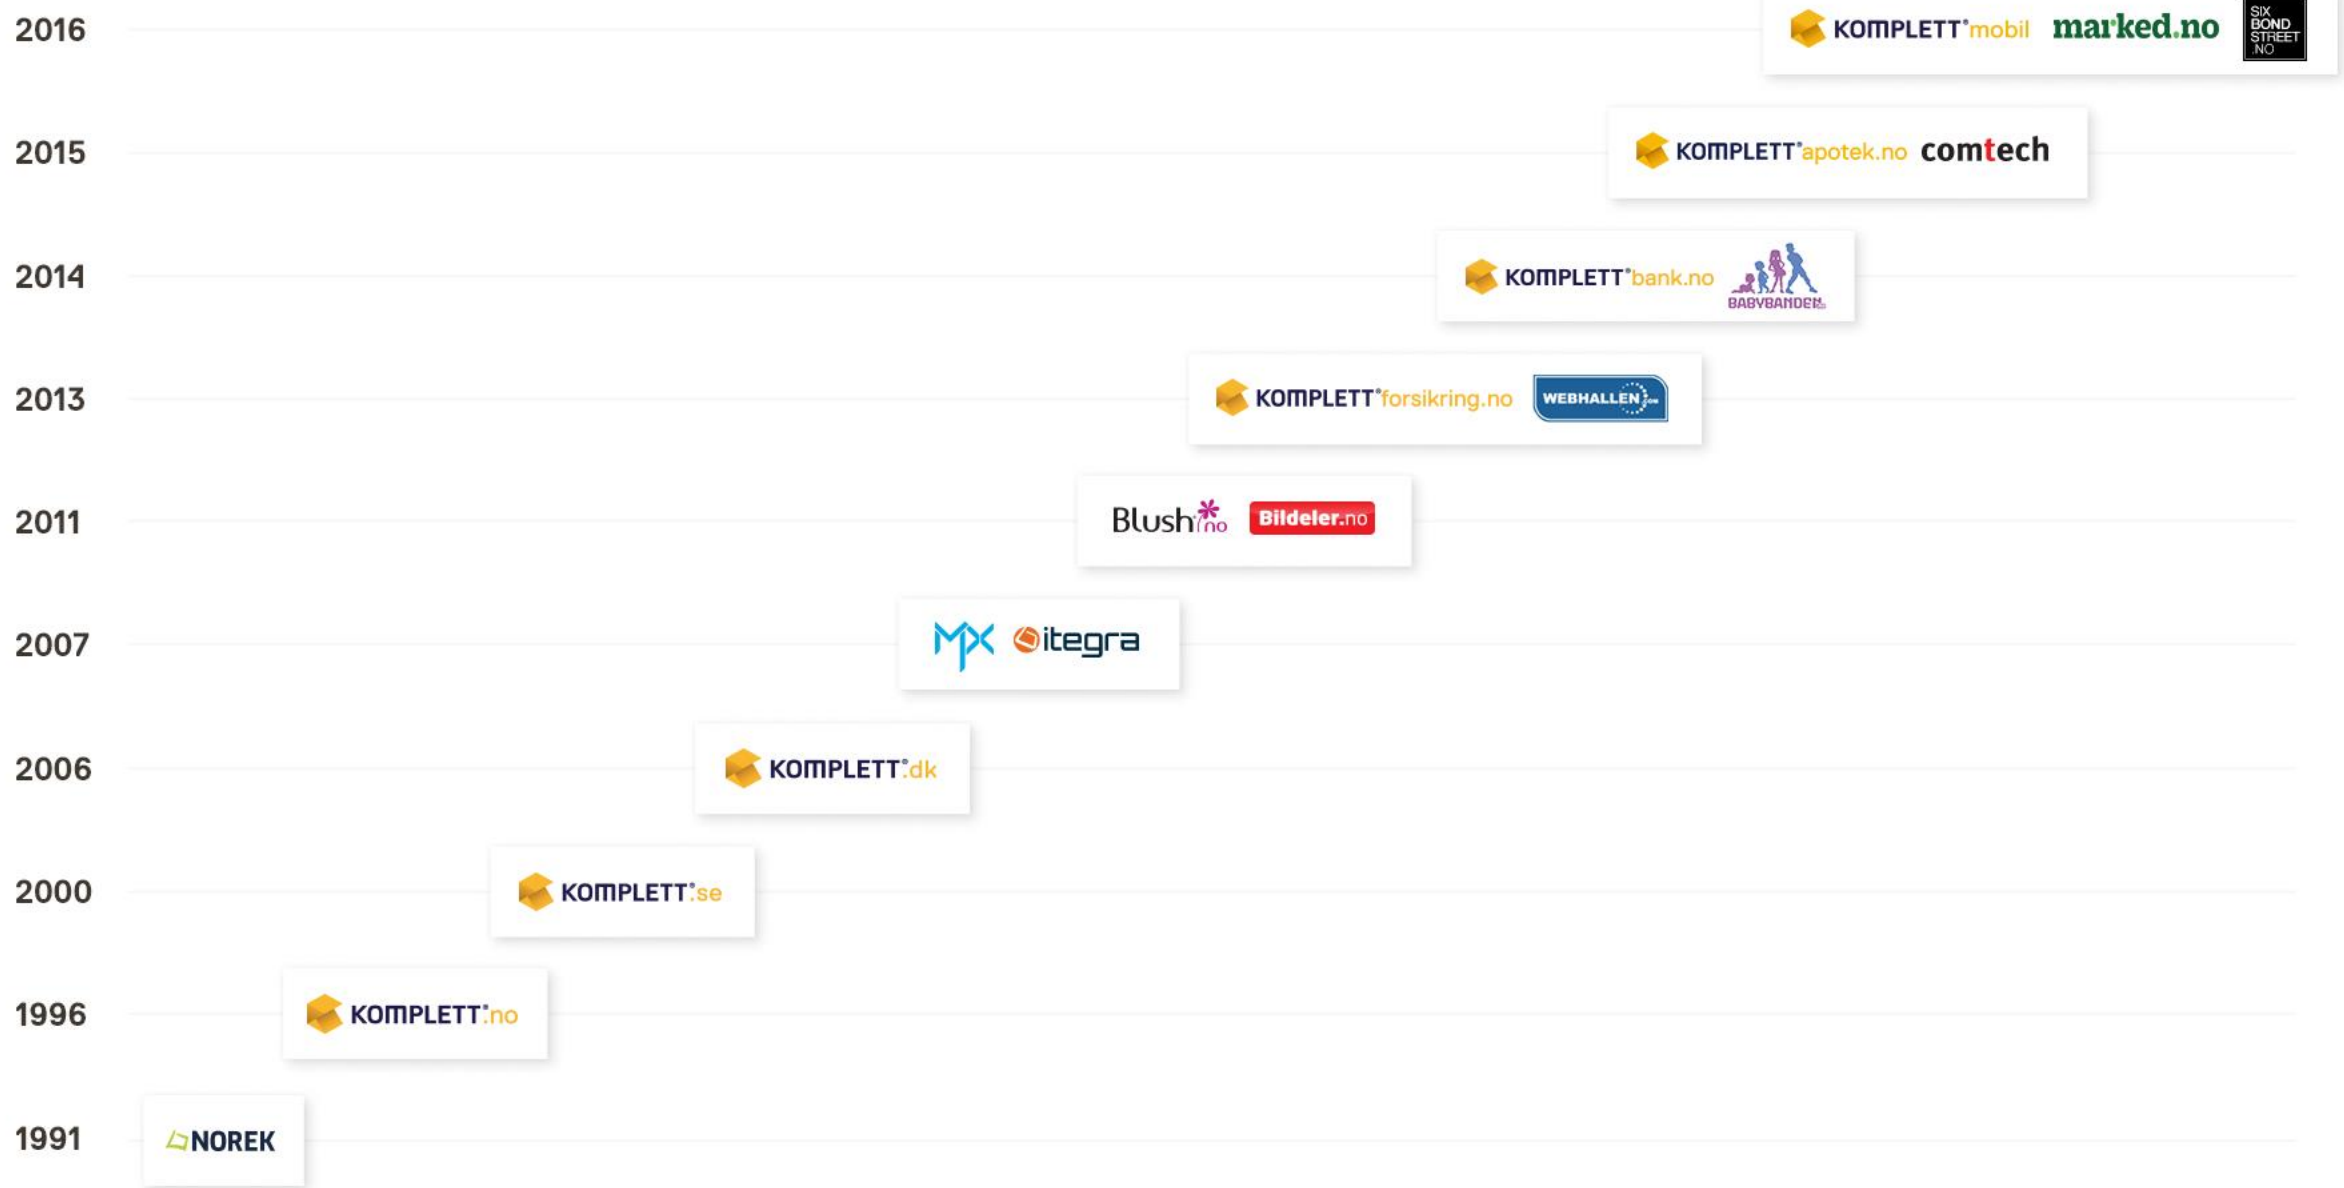 2016
KOMPLETT®mobil marked.no SIX
BOND
STREET
.NO
2015
KOMPLETT®apotek.no comtech
2014
KOMPLETT®bank.no
BABYBANDEN
2013
KOMPLETT®forsikring.no WEBHALLEN.COM
2011
Blush no Bildeler.no
2007
MPX itegra
2006
KOMPLETT®.dk
2000
KOMPLETT®.se
1996
KOMPLETT®.no
1991
NOREK